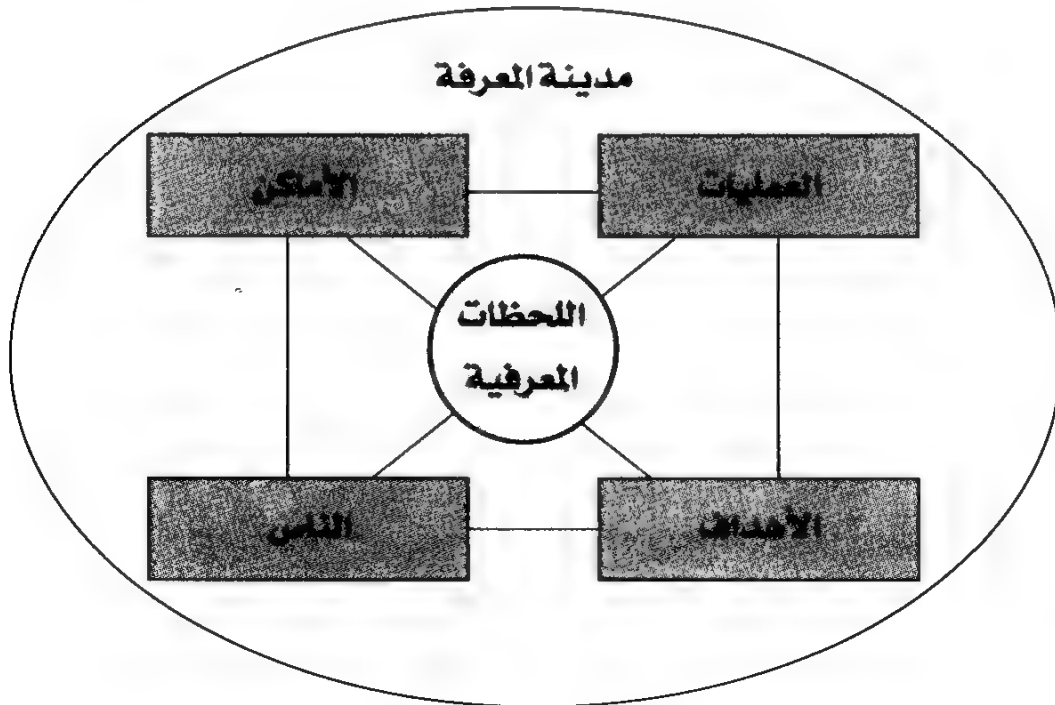 مدينة المعرفة
العمليات
الأماكن
اللحظات
المعرفية
الأهداف
الناس